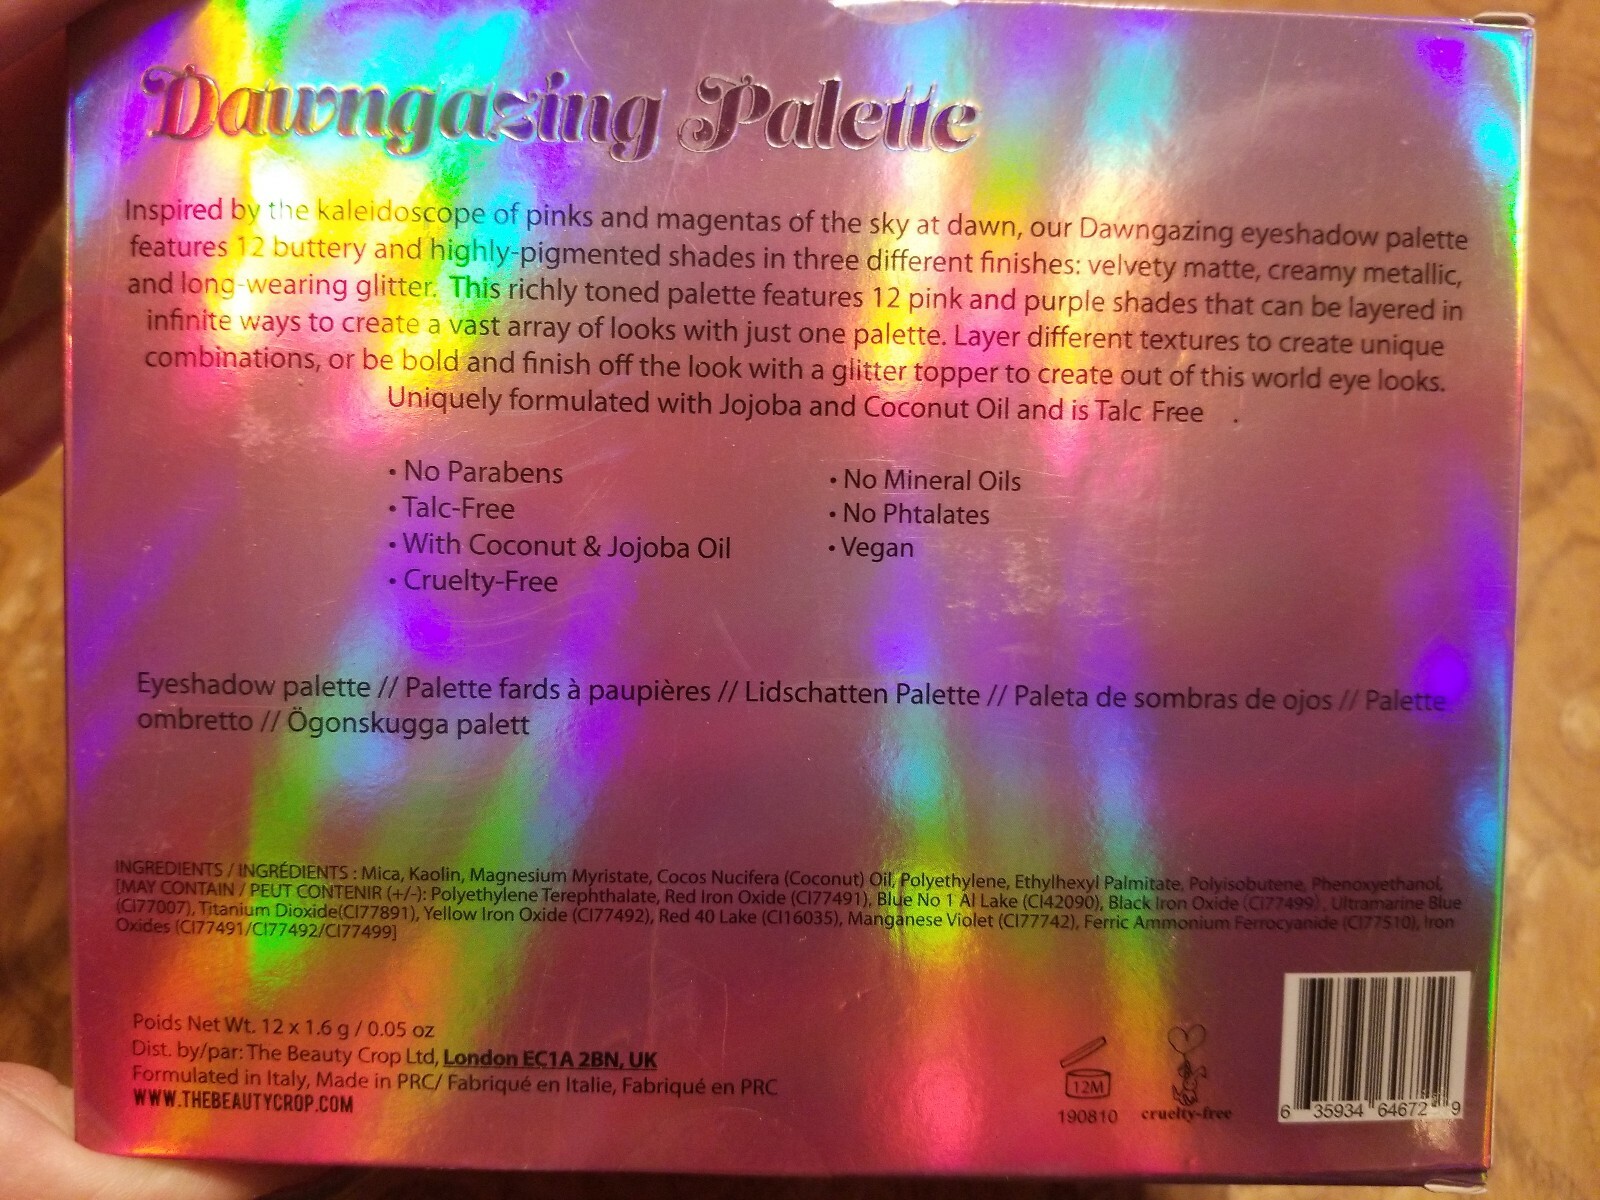 Dawngazing Palette
Inspired by the kaleidoscope of pinks and magentas of the sky at dawn, our Dawngazing eyeshadow palette
features 12 buttery and highly-pigmented shades in three different finishes: velvety matte, creamy metallic,
and long-wearing glitter. This richly toned palette features 12 pink and purple shades that can be layered in
infinite ways to create a vast array of looks with just one palette. Layer different textures to create unique
combinations, or be bold and finish off the look with a glitter topper to create out of this world eye looks.
Uniquely formulated with Jojoba and Coconut Oil and is Talc Free .
• No Parabens
• Talc-Free
• With Coconut & Jojoba Oil
• Cruelty-Free
• No Mineral Oils
• No Phtalates
• Vegan
Eyeshadow palette // Palette fards à paupières // Lidschatten Palette // Paleta de sombras de ojos // Palette
ombretto // Ögonskugga palett
INGREDIENTS / INGRÉDIENTS : Mica, Kaolin, Magnesium Myristate, Cocos Nucifera (Coconut) Oil, Polyethylene, Ethylhexyl Palmitate, Polyisobutene, Phenoxyethanol,
[MAY CONTAIN / PEUT CONTENIR (+/-): Polyethylene Terephthalate, Red Iron Oxide (CI77491), Blue No 1 Al Lake (CI42090), Black Iron Oxide (CI77499), Ultramarine Blue
(CI77007), Titanium Dioxide(CI77891), Yellow Iron Oxide (CI77492), Red 40 Lake (CI16035), Manganese Violet (CI77742), Ferric Ammonium Ferrocyanide (CI77510), Iron
Oxides (CI77491/CI77492/CI77499]
Poids Net Wt. 12 x 1.6 g / 0.05 oz
Dist. by/par: The Beauty Crop Ltd, London EC1A 2BN, UK
Formulated in Italy, Made in PRC/ Fabriqué en Italie, Fabriqué en PRC
WWW.THEBEAUTYCROP.COM
12M
190810
cruelty-free
6 35934 64672 9